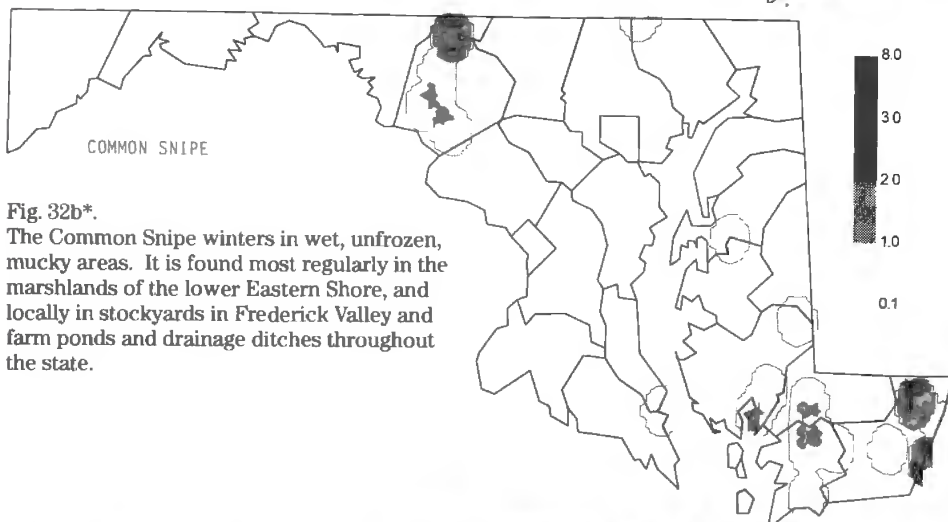 8.0
3.0
2.0
1.0
0.1
COMMON SNIPE
Fig. 32b*.
The Common Snipe winters in wet, unfrozen,
mucky areas. It is found most regularly in the
marshlands of the lower Eastern Shore, and
locally in stockyards in Frederick Valley and
farm ponds and drainage ditches throughout
the state.